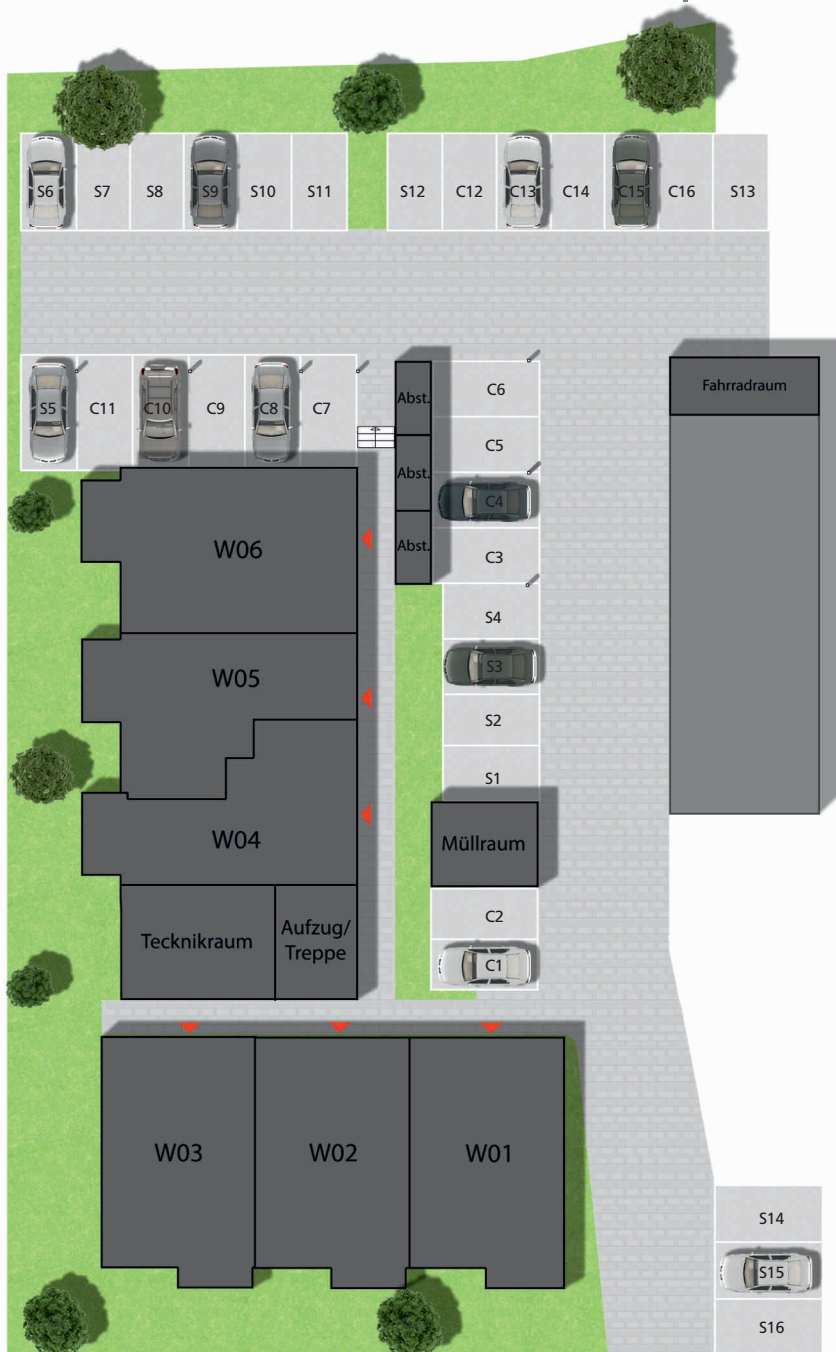 S6 S7 S8 S9 S10 S11 S12 C12 C13 C14 C15 C16 S13
Fahrradraum
S5 C11 C10 C9 C8 C7
Abst. C6
C5
Abst.
C4
Abst. C3
W06
S4
W05
S3
S2
S1
W04
Müllraum
C2
Tecknikraum
Aufzug/
Treppe
C1
W03 W02 W01
S14
S15
S16